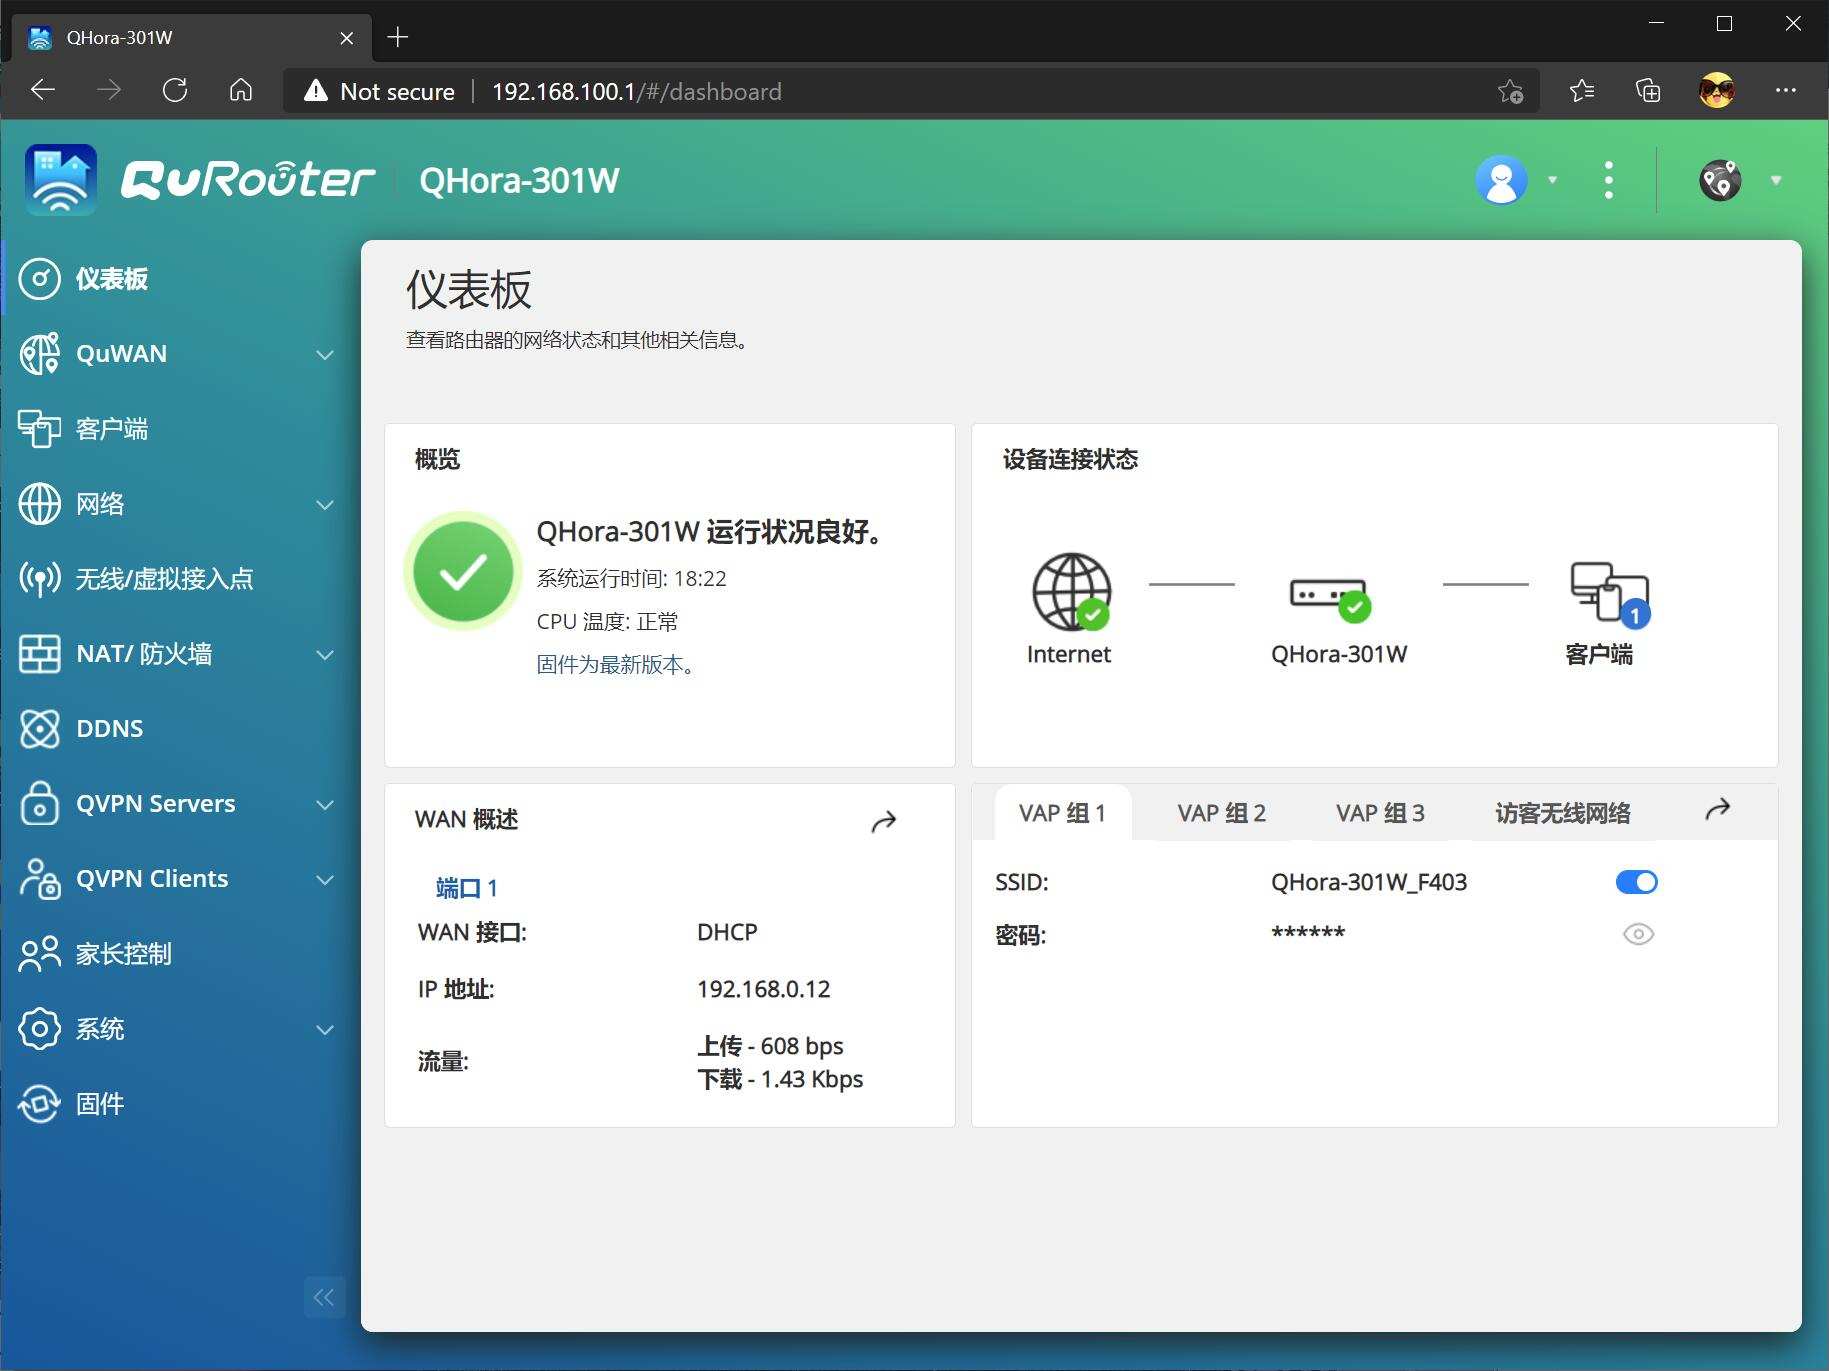 QHora-301W
Not secure
192.168.100.1/#/dashboard
QuRouter
QHora-301W
仪表板
QuWAN
客户端
网络
无线/虚拟接入点
NAT/ 防火墙
DDNS
QVPN Servers
QVPN Clients
家长控制
系统
固件
仪表板
查看路由器的网络状态和其他相关信息。
概览
QHora-301W 运行状况良好。
系统运行时间: 18:22
CPU 温度: 正常
固件为最新版本。
设备连接状态
1
Internet QHora-301W 客户端
WAN 概述
端口 1
WAN 接口: DHCP
IP 地址: 192.168.0.12
流量: 上传 - 608 bps
下载 - 1.43 Kbps
VAP 组 1 VAP 组 2 VAP 组 3 访客无线网络
SSID: QHora-301W_F403
密码: ******